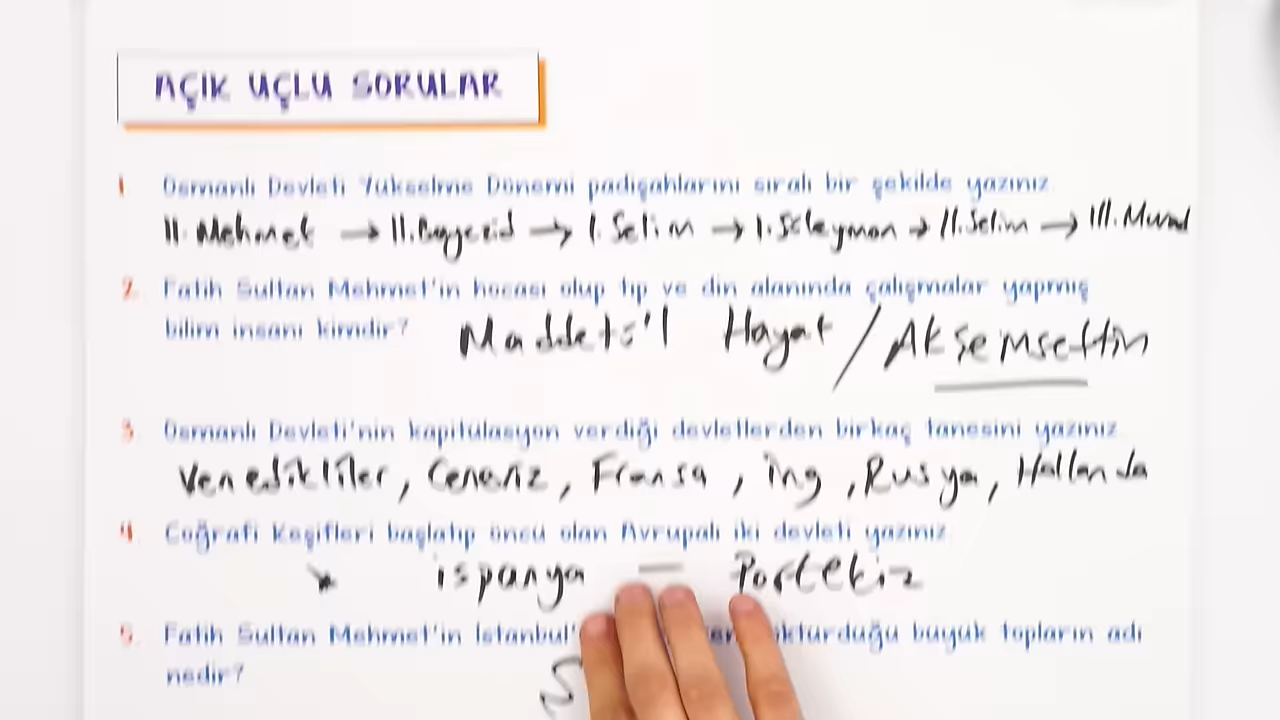 AÇIK UÇLU SORULAR
1. Osmanlı Devleti Yükselme Dönemi padişahlarını sıralı bir şekilde yazınız.
II. Mehmet → II. Bayezid → I. Selim → I. Süleyman → II. Selim → III. Murad
2. Fatih Sultan Mehmet'in hocası olup tıp ve din alanında çalışmalar yapmış
bilim insanı kimdir?
Maddetü'l Hayat / Akşemsettin
3. Osmanlı Devleti'nin kapitülasyon verdiği devletlerden birkaç tanesini yazınız.
Venedikliler, Ceneviz, Fransa, ing, Rusya, Hollanda
4. Coğrafi Keşifleri başlatıp öncü olan Avrupalı iki devleti yazınız.
ispanya - Portekiz
5. Fatih Sultan Mehmet'in İstanbul' öktürdüğü büyük topların adı
nedir?